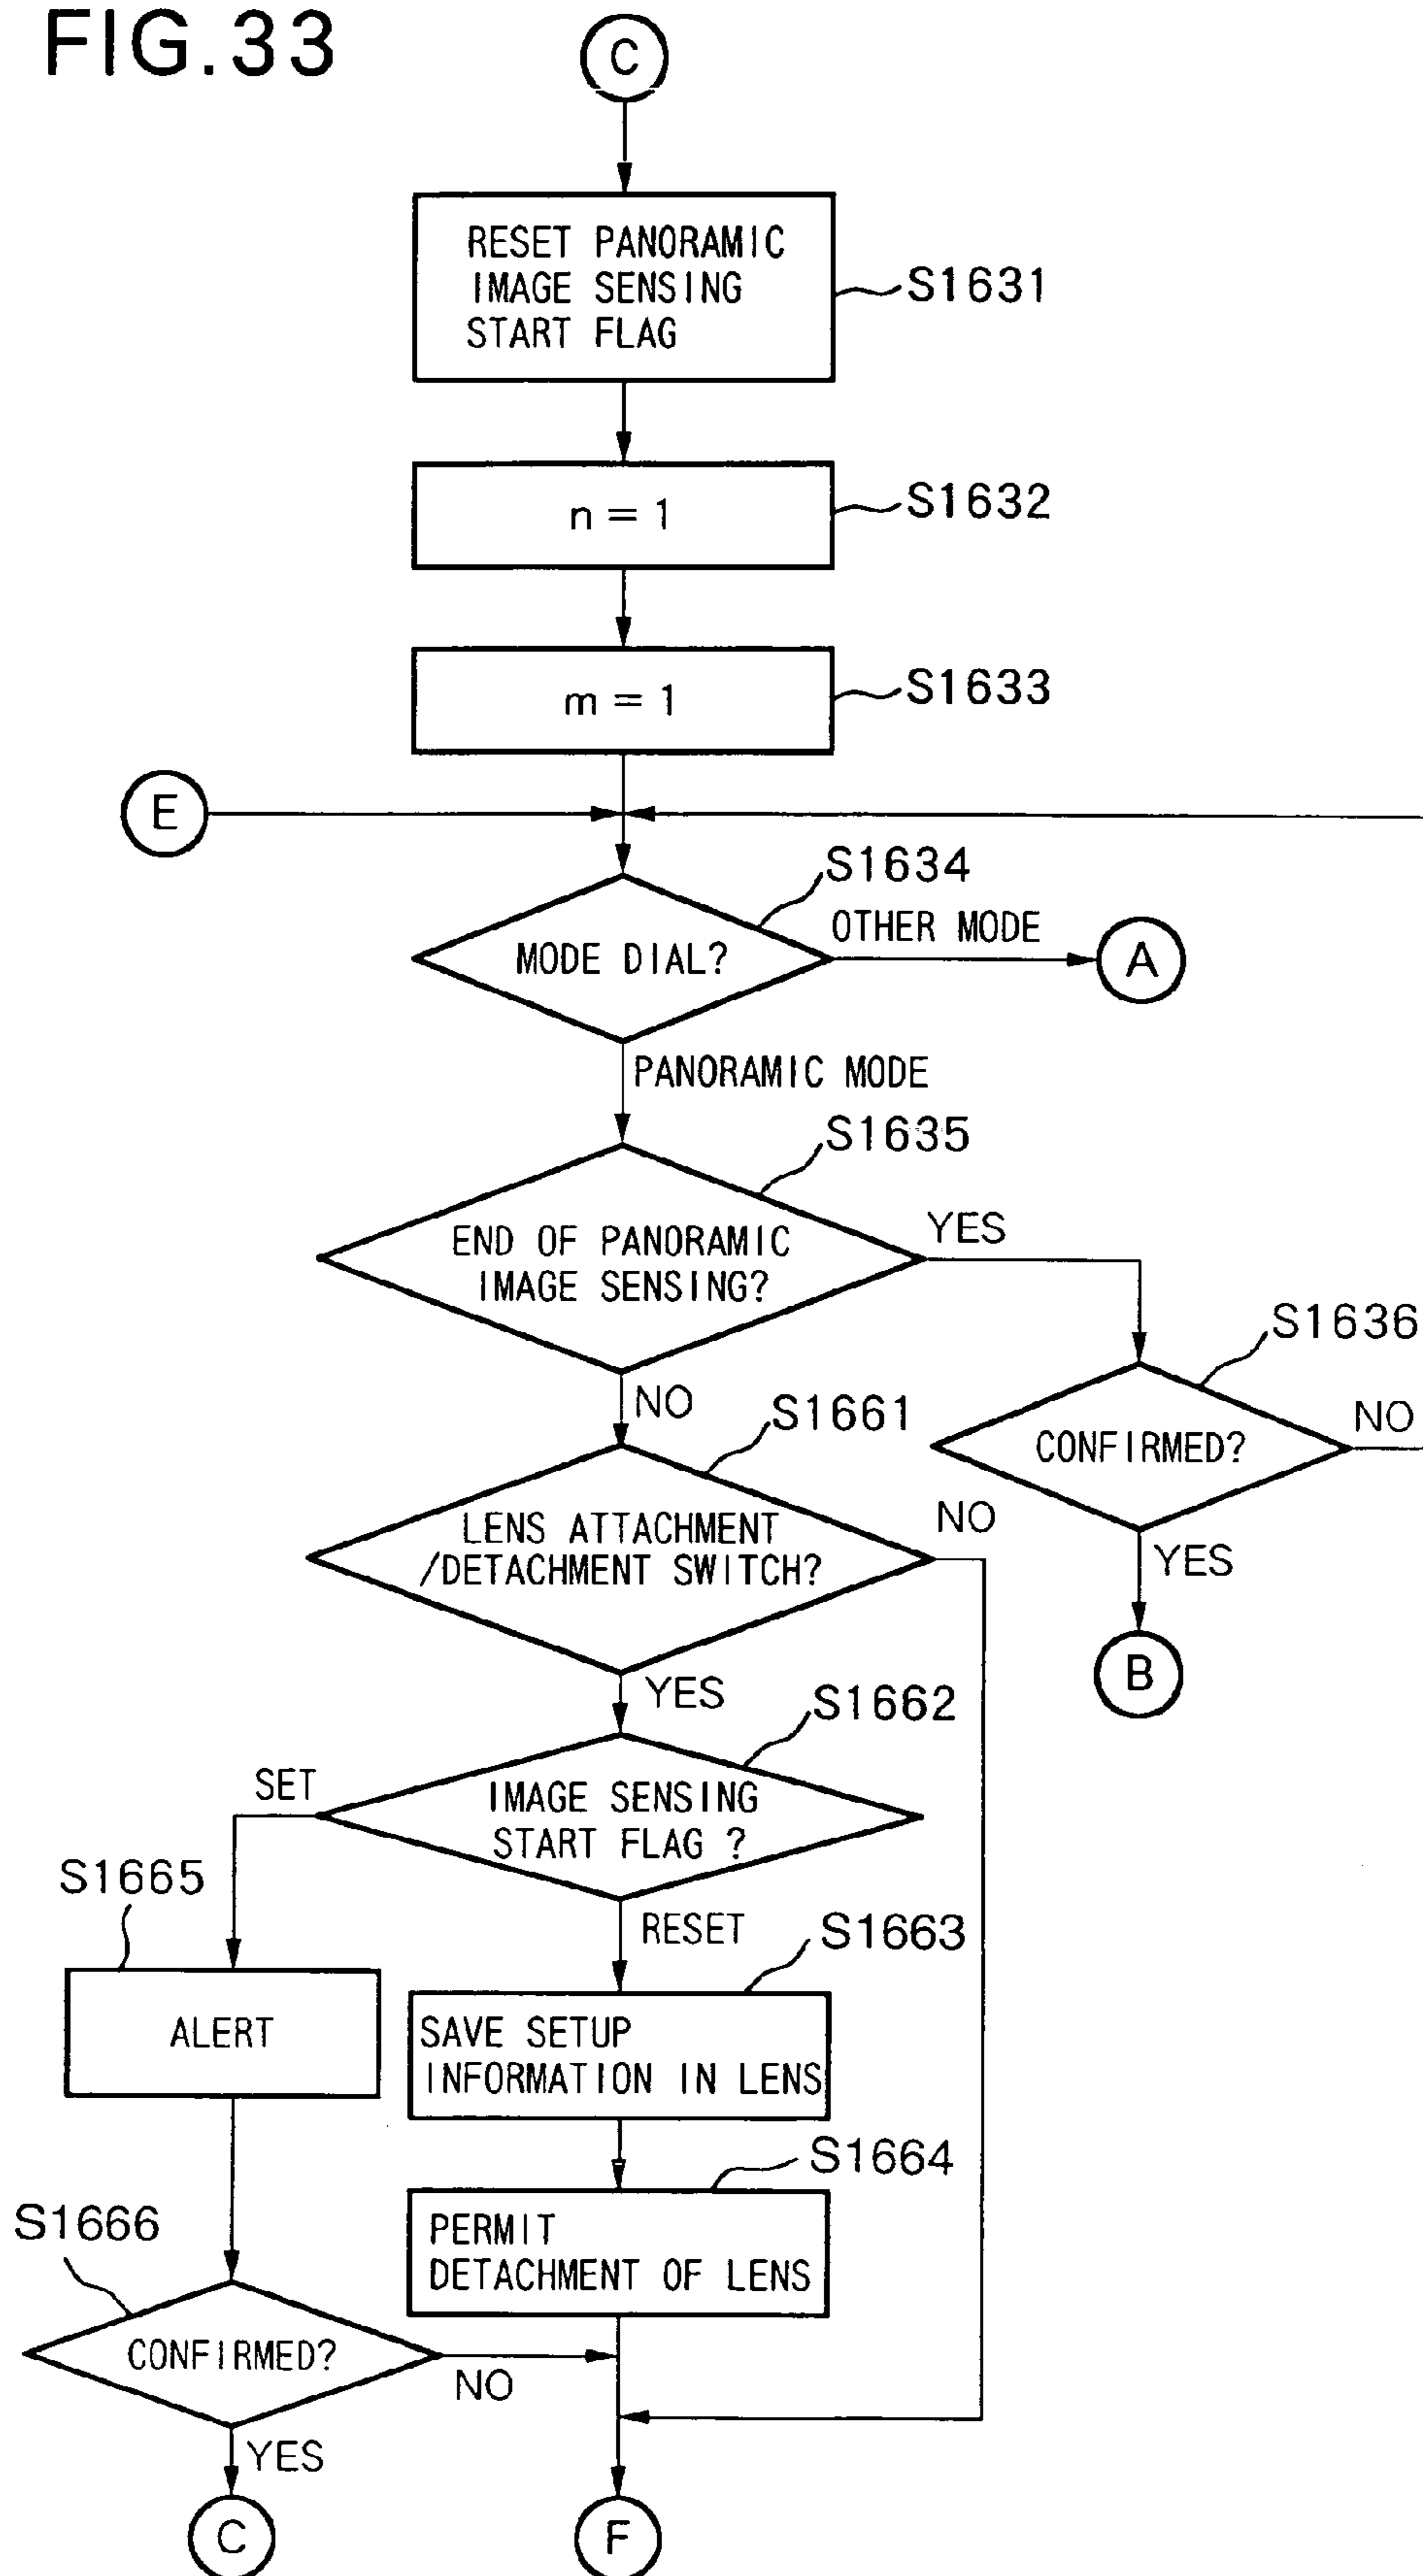 FIG.33
C
RESET PANORAMIC
IMAGE SENSING
START FLAG
S1631
n = 1
S1632
m = 1
S1633
E
S1634
MODE DIAL?
OTHER MODE
A
PANORAMIC MODE
S1635
END OF PANORAMIC
IMAGE SENSING?
YES
S1636
CONFIRMED?
NO
YES
B
NO
S1661
LENS ATTACHMENT
/DETACHMENT SWITCH?
NO
YES
S1662
IMAGE SENSING
START FLAG ?
SET
RESET
S1665
ALERT
S1663
SAVE SETUP
INFORMATION IN LENS
S1664
PERMIT
DETACHMENT OF LENS
S1666
CONFIRMED?
NO
YES
C
F